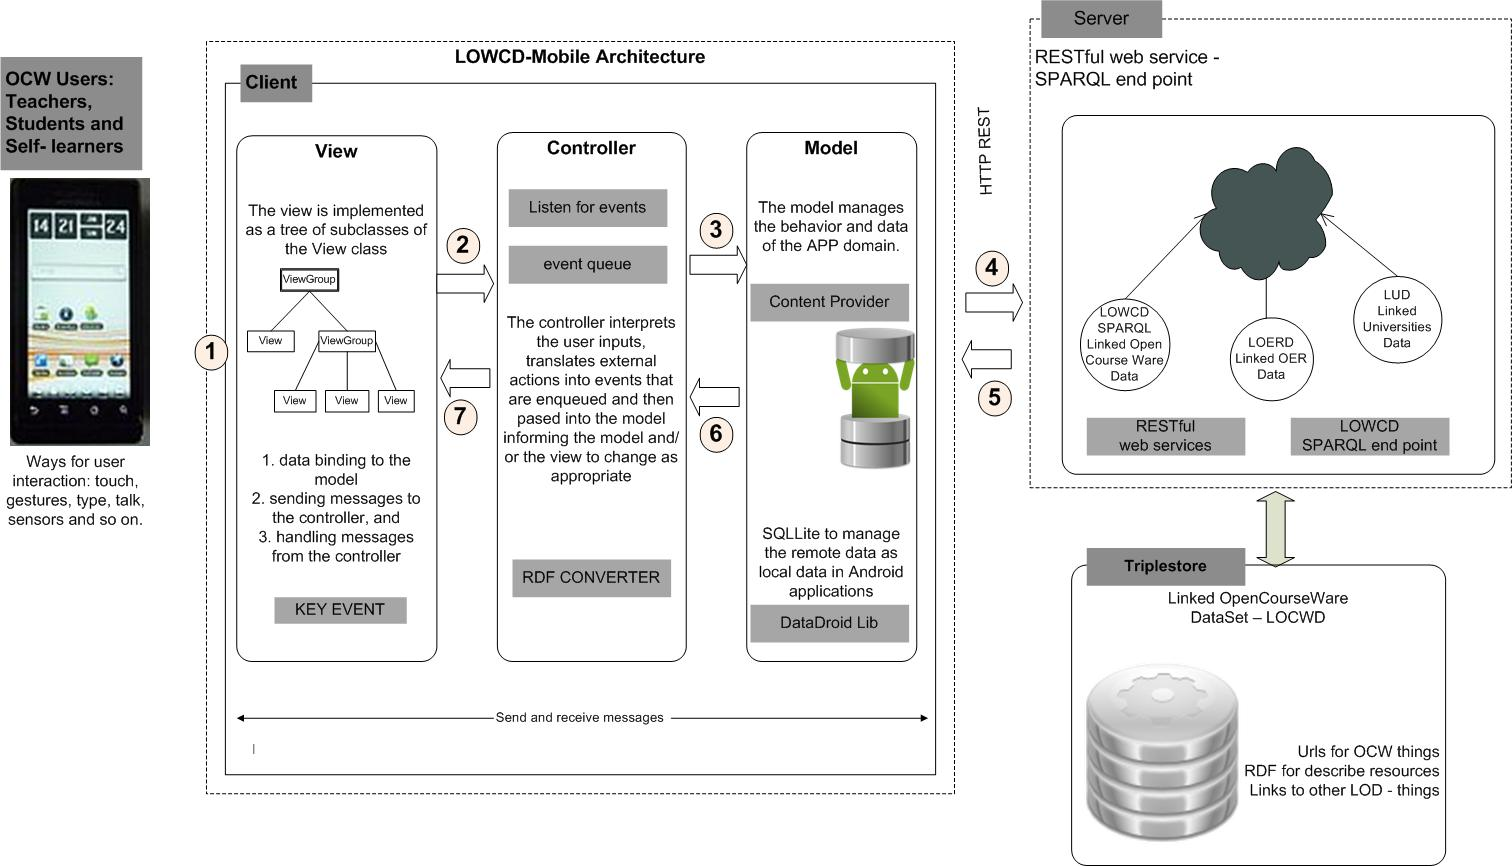 Server
RESTful web service -
SPARQL end point
LOWCD-Mobile Architecture
Client
OCW Users:
Teachers,
Students and
Self- learners
14 21 24
Ways for user
interaction: touch,
gestures, type, talk,
sensors and so on.
1
View
The view is implemented
as a tree of subclasses of
the View class
ViewGroup
View
ViewGroup
View
View
View
1. data binding to the
model
2. sending messages to
the controller, and
3. handling messages
from the controller
KEY EVENT
2
7
Controller
Listen for events
event queue
The controller interprets
the user inputs,
translates external
actions into events that
are enqueued and then
pased into the model
informing the model and/
or the view to change as
appropriate
RDF CONVERTER
3
6
Model
The model manages
the behavior and data
of the APP domain.
Content Provider
SQLLite to manage
the remote data as
local data in Android
applications
DataDroid Lib
Send and receive messages
HTTP REST
4
5
LOWCD
SPARQL
Linked Open
Course Ware
Data
LOERD
Linked OER
Data
LUD
Linked
Universities
Data
RESTful
web services
LOWCD
SPARQL end point
Triplestore
Linked OpenCourseWare
DataSet – LOCWD
Urls for OCW things
RDF for describe resources
Links to other LOD - things